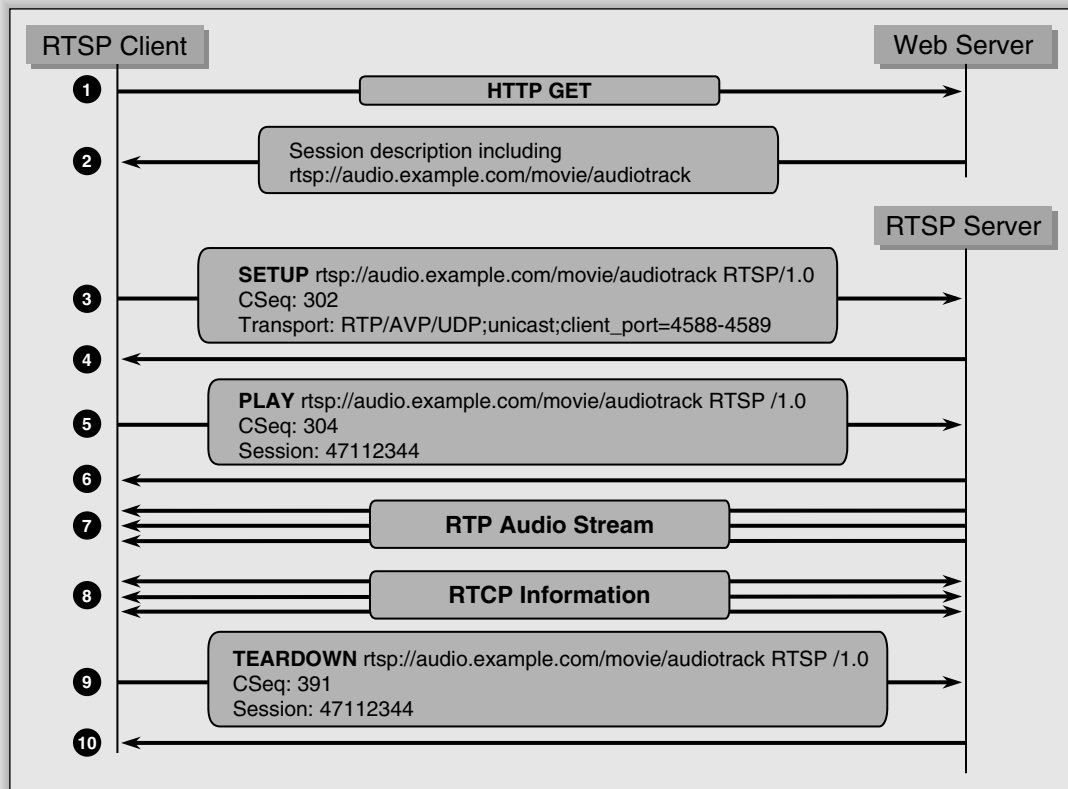 RTSP Client
Web Server
1
HTTP GET
2
Session description including
rtsp://audio.example.com/movie/audiotrack
RTSP Server
3
SETUP rtsp://audio.example.com/movie/audiotrack RTSP/1.0
CSeq: 302
Transport: RTP/AVP/UDP;unicast;client_port=4588-4589
4
5
PLAY rtsp://audio.example.com/movie/audiotrack RTSP /1.0
CSeq: 304
Session: 47112344
6
7
RTP Audio Stream
8
RTCP Information
9
TEARDOWN rtsp://audio.example.com/movie/audiotrack RTSP /1.0
CSeq: 391
Session: 47112344
10